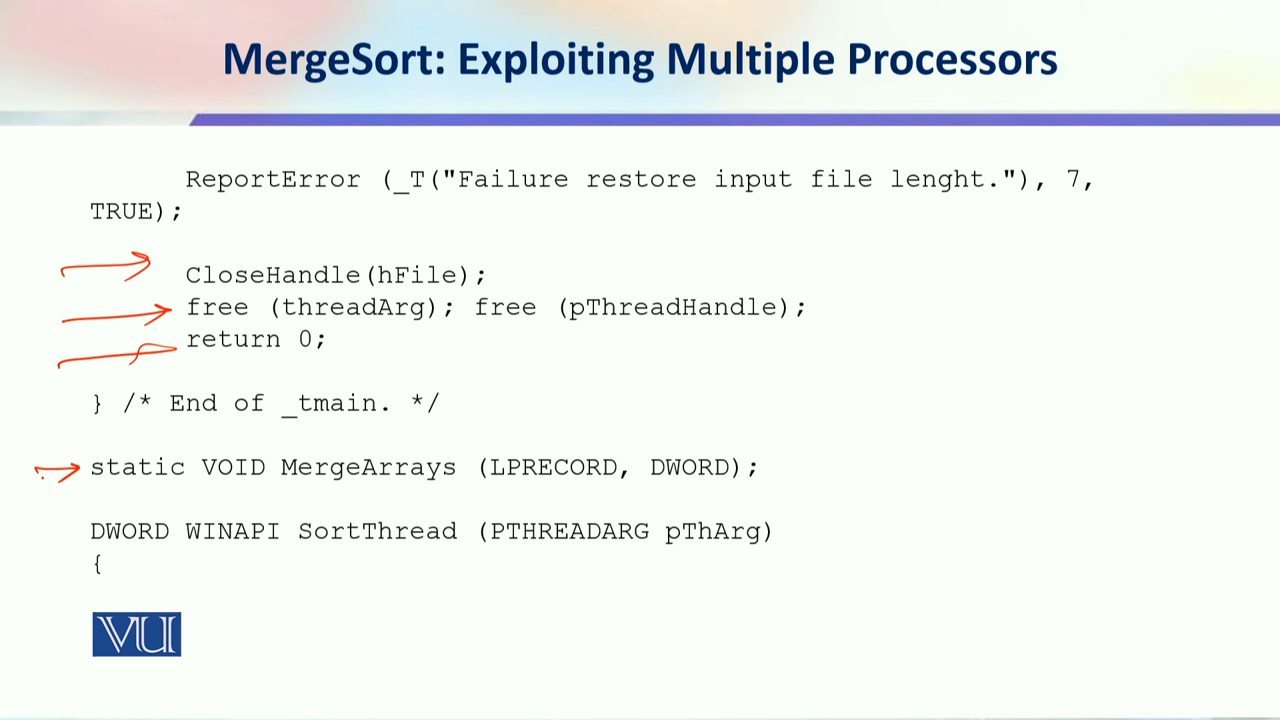 MergeSort: Exploiting Multiple Processors
ReportError (_T("Failure restore input file lenght."), 7,
TRUE);
CloseHandle(hFile);
free (threadArg); free (pThreadHandle);
return 0;
} /* End of _tmain. */
static VOID MergeArrays (LPRECORD, DWORD);
DWORD WINAPI SortThread (PTHREADARG pThArg)
{
VU